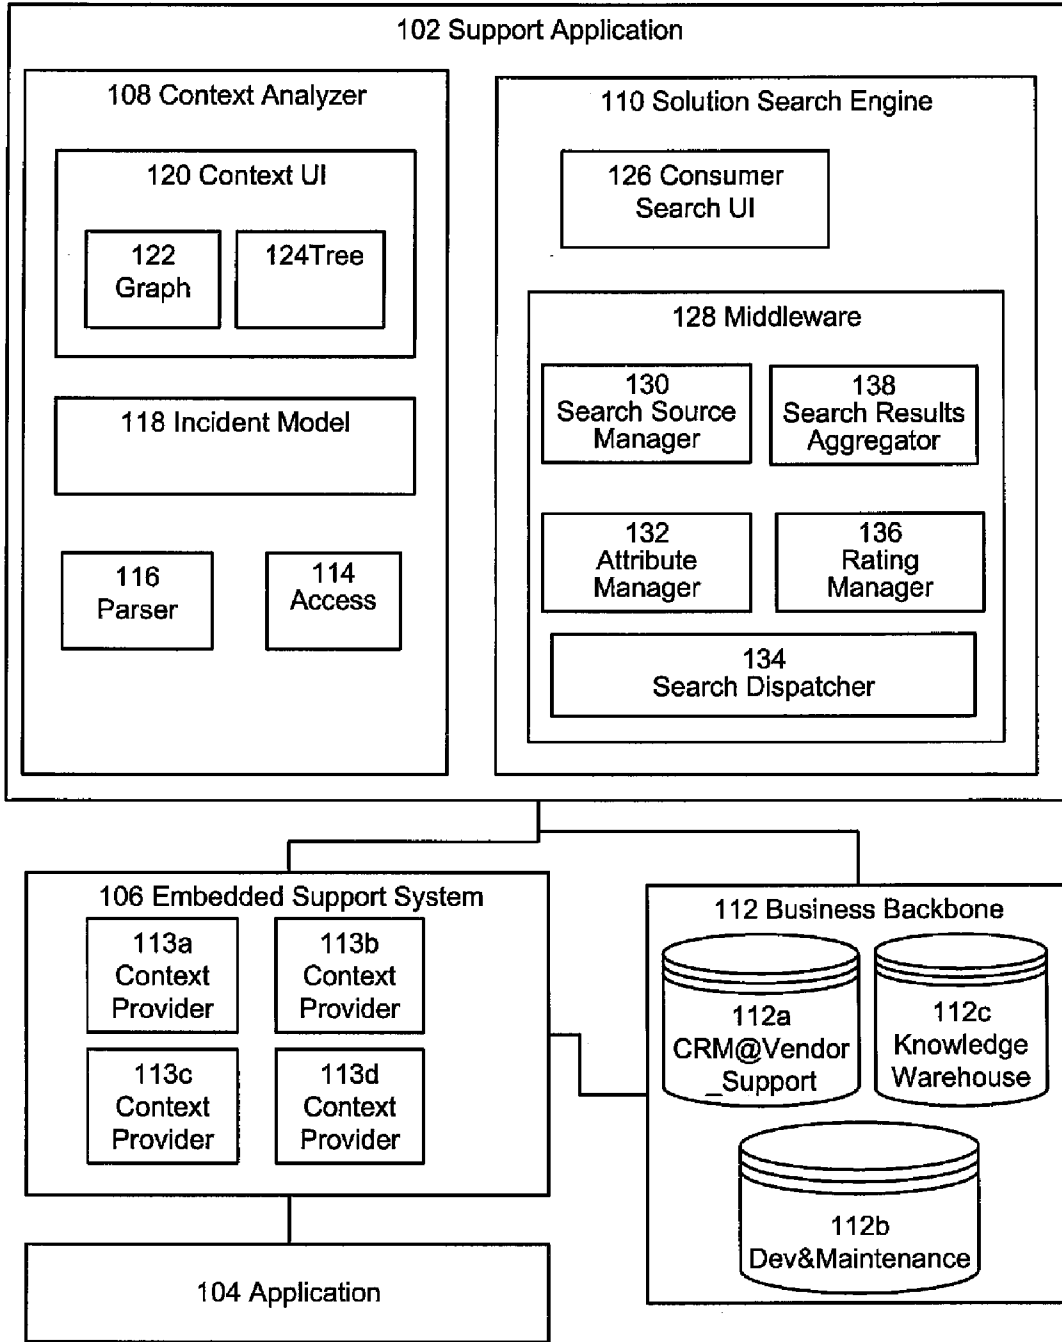 102 Support Application
108 Context Analyzer
120 Context UI
122
Graph
124Tree
118 Incident Model
116
Parser
114
Access
110 Solution Search Engine
126 Consumer
Search UI
128 Middleware
130
Search Source
Manager
138
Search Results
Aggregator
132
Attribute
Manager
136
Rating
Manager
134
Search Dispatcher
106 Embedded Support System
113a
Context
Provider
113b
Context
Provider
113c
Context
Provider
113d
Context
Provider
112 Business Backbone
112a
CRM@Vendor
_Support
112c
Knowledge
Warehouse
112b
Dev&Maintenance
104 Application